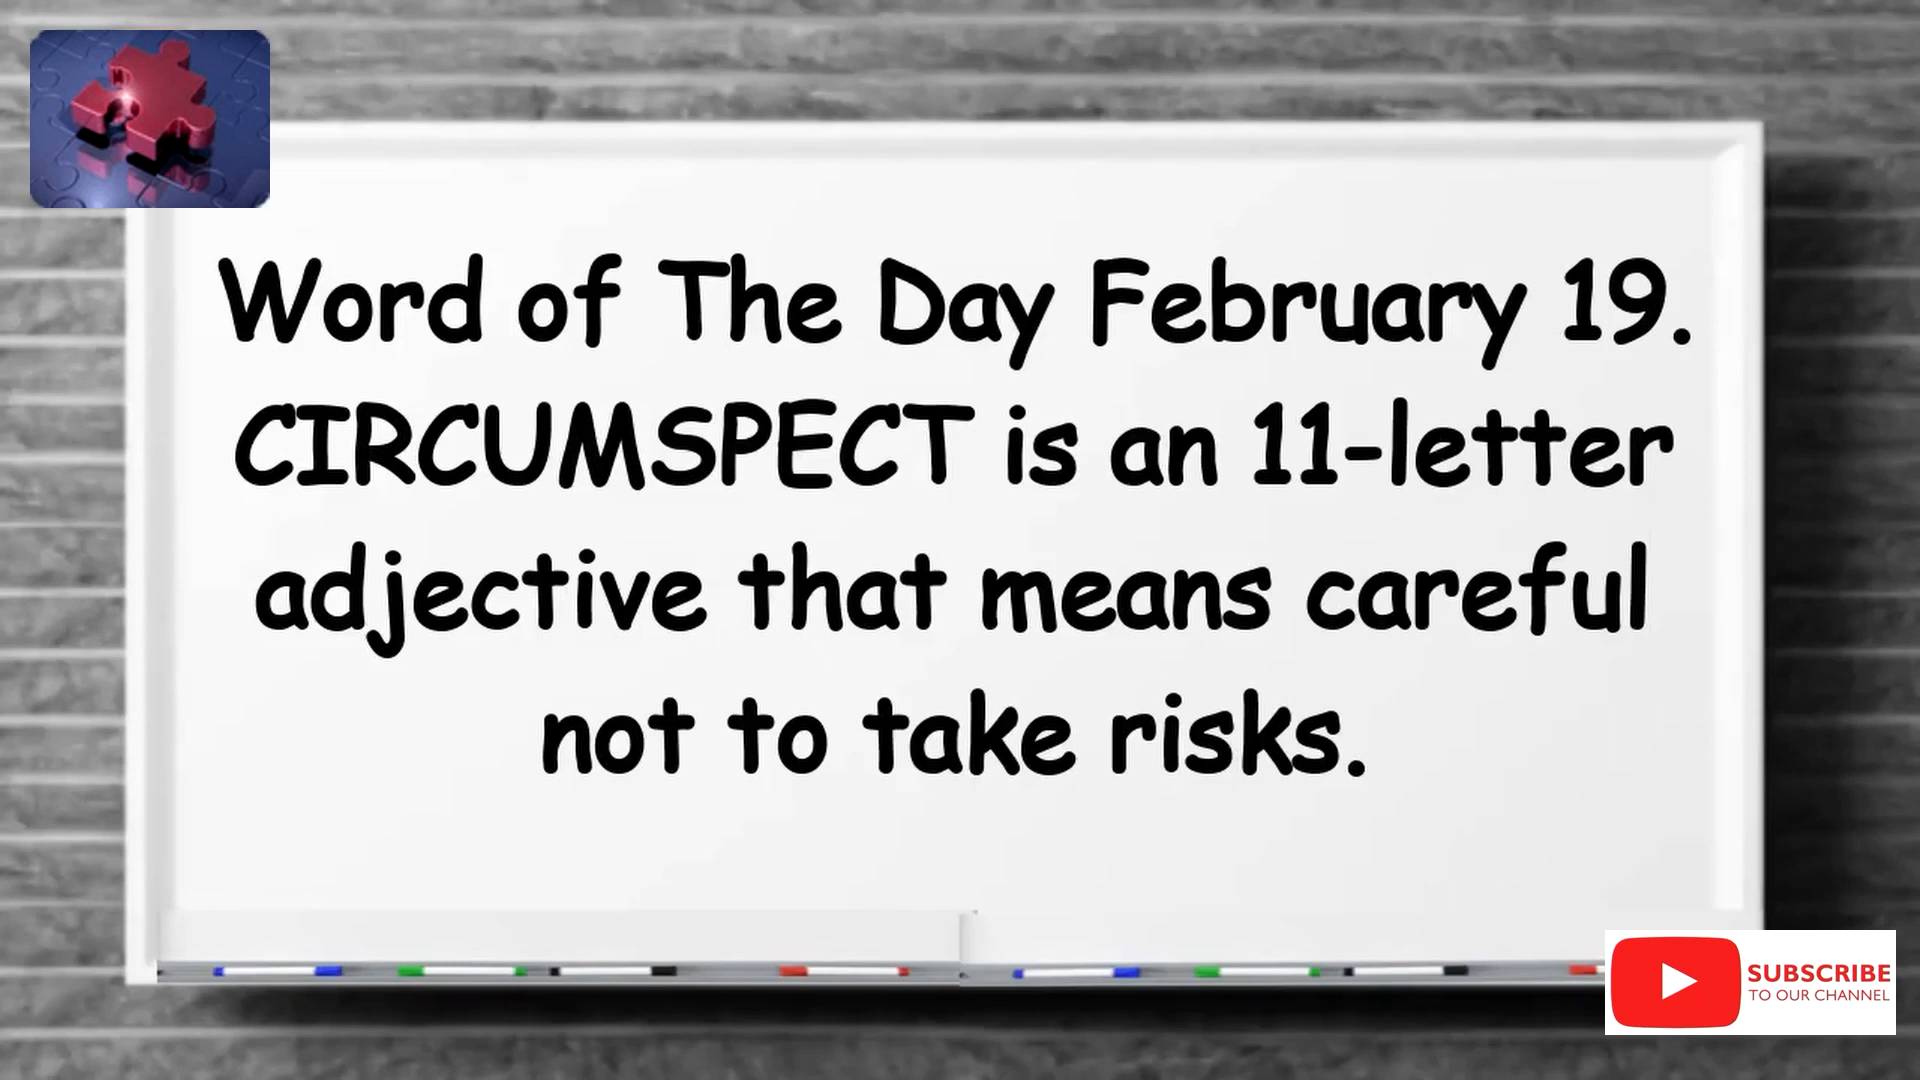 Word of The Day February 19.
CIRCUMSPECT is an 11-letter
adjective that means careful
not to take risks.
SUBSCRIBE
TO OUR CHANNEL